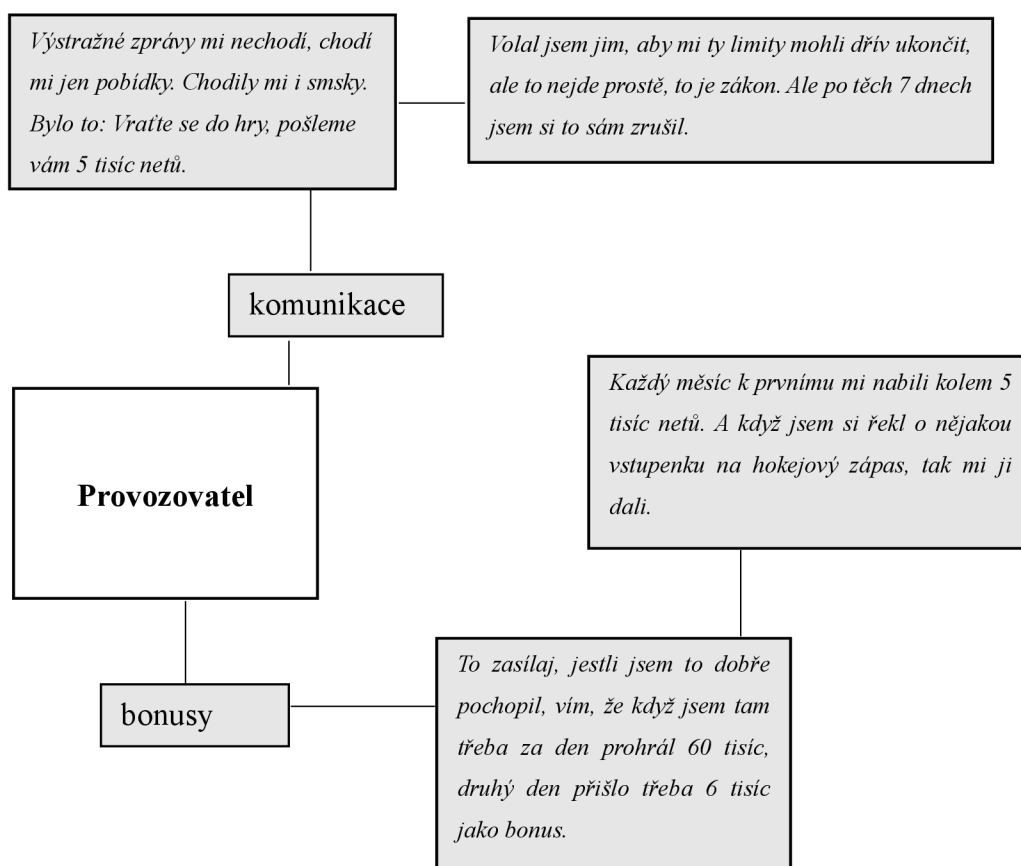 Výstražné zprávy mi nechodí, chodí
mi jen pobídky. Chodily mi i smsky.
Bylo to: Vraťte se do hry, pošleme
vám 5 tisíc netů.
Volal jsem jim, aby mi ty limity mohli dřív ukončit,
ale to nejde prostě, to je zákon. Ale po těch 7 dnech
jsem si to sám zrušil.
komunikace
Každý měsíc k prvnímu mi nabili kolem 5
tisíc netů. A když jsem si řekl o nějakou
vstupenku na hokejový zápas, tak mi ji
dali.
Provozovatel
To zasílaj, jestli jsem to dobře
pochopil, vím, že když jsem tam
třeba za den prohrál 60 tisíc,
druhý den přišlo třeba 6 tisíc
jako bonus.
bonusy